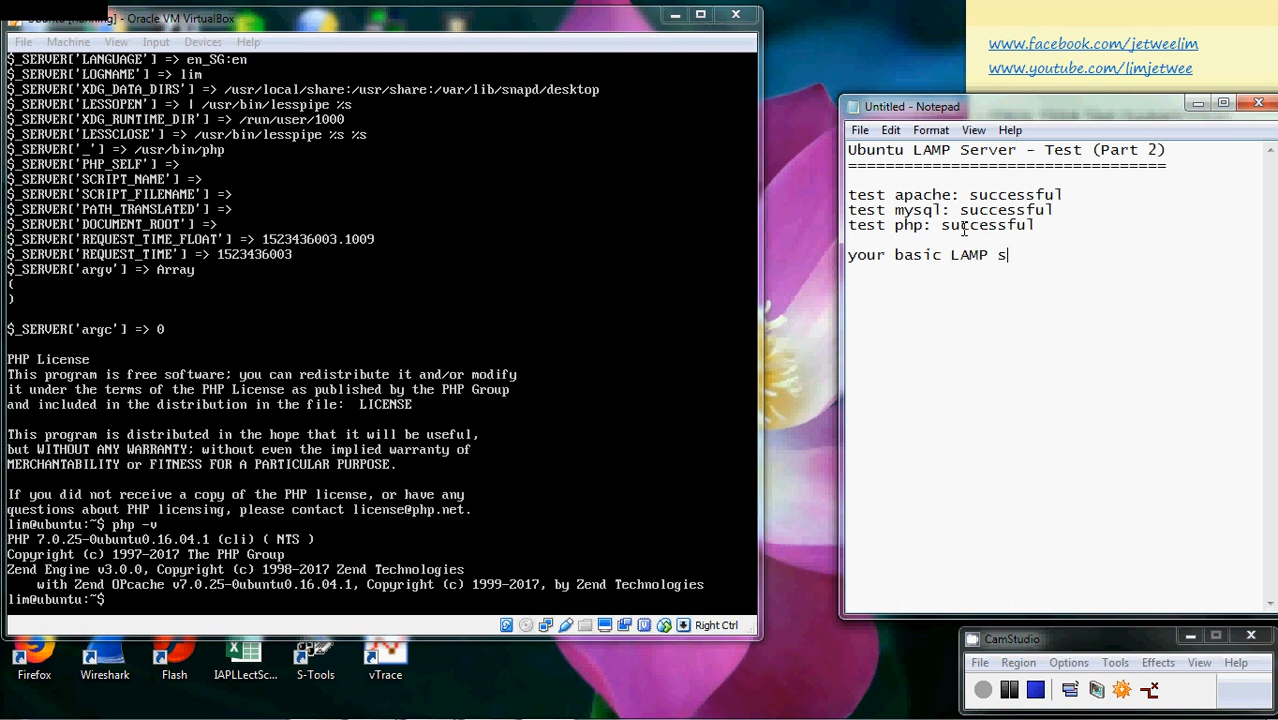 - Oracle VM VirtualBox
File Machine View Input Devices Help
$_SERVER['LANGUAGE'] => en_SG:en
$_SERVER['LOGNAME'] => lim
$_SERVER['XDG_DATA_DIRS'] => /usr/local/share:/usr/share:/var/lib/snapd/desktop
$_SERVER['LESSOPEN'] => | /usr/bin/lesspipe %s
$_SERVER['XDG_RUNTIME_DIR'] => /run/user/1000
$_SERVER['LESSCLOSE'] => /usr/bin/lesspipe %s %s
$_SERVER['_'] => /usr/bin/php
$_SERVER['PHP_SELF'] =>
$_SERVER['SCRIPT_NAME'] =>
$_SERVER['SCRIPT_FILENAME'] =>
$_SERVER['PATH_TRANSLATED'] =>
$_SERVER['DOCUMENT_ROOT'] =>
$_SERVER['REQUEST_TIME_FLOAT'] => 1523436003.1009
$_SERVER['REQUEST_TIME'] => 1523436003
$_SERVER['argv'] => Array
(
)
$_SERVER['argc'] => 0
PHP License
This program is free software; you can redistribute it and/or modify
it under the terms of the PHP License as published by the PHP Group
and included in the distribution in the file:  LICENSE
This program is distributed in the hope that it will be useful,
but WITHOUT ANY WARRANTY; without even the implied warranty of
MERCHANTABILITY or FITNESS FOR A PARTICULAR PURPOSE.
If you did not receive a copy of the PHP license, or have any
questions about PHP licensing, please contact license@php.net.
lim@ubuntu:~$ php -v
PHP 7.0.25-0ubuntu0.16.04.1 (cli) ( NTS )
Copyright (c) 1997-2017 The PHP Group
Zend Engine v3.0.0, Copyright (c) 1998-2017 Zend Technologies
    with Zend OPcache v7.0.25-0ubuntu0.16.04.1, Copyright (c) 1999-2017, by Zend Technologies
lim@ubuntu:~$
Right Ctrl
www.facebook.com/jetweelim
www.youtube.com/limjetwee
Untitled - Notepad
File Edit Format View Help
Ubuntu LAMP Server - Test (Part 2)
==================================
test apache: successful
test mysql: successful
test php: successful
your basic LAMP s
Firefox
Wireshark
Flash
IAPLLectSc...
S-Tools
vTrace
CamStudio
File Region Options Tools Effects View Help